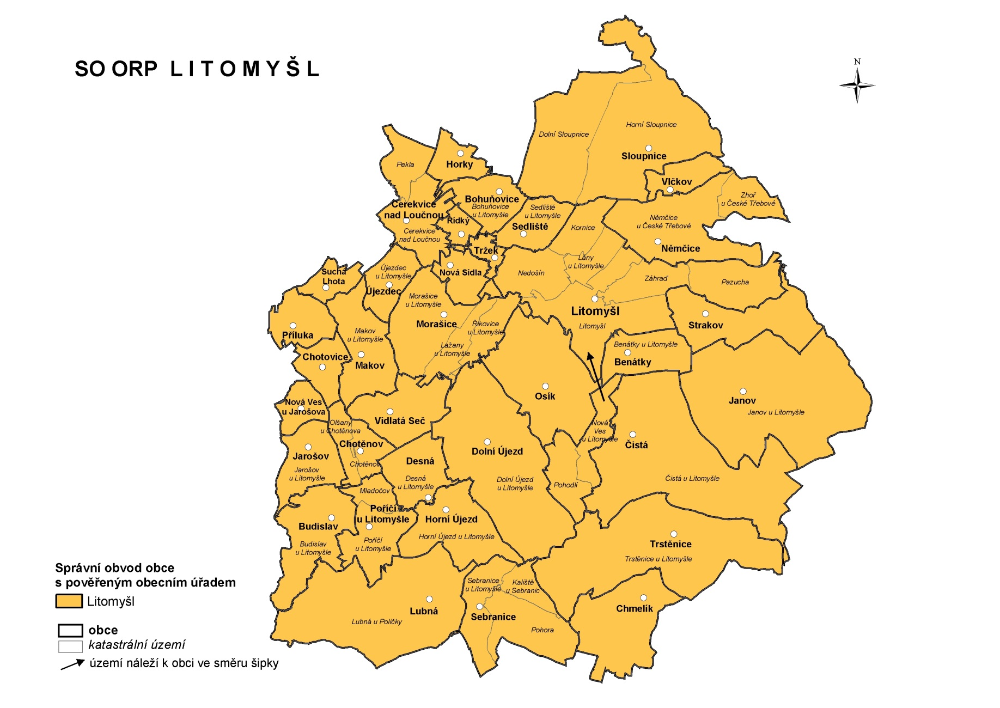 SO ORP LITOMYŠL
N
Dolní Sloupnice
Horní Sloupnice
Sloupnice
Pekla
Horky
Vlčkov
Zhoř
u České Třebové
Bohuňovice
Bohuňovice
u Litomyšle
Sedliště
u Litomyšle
Sedliště
Cerekvice
nad Loučnou
Cerekvice
nad Loučnou
Řídký
Kornice
Němčice
u České Třebové
Němčice
Tržek
Nová Sídla
Nedošín
Lány
u Litomyšle
Záhraď
Pazucha
Suchá
Lhota
Újezdec
u Litomyšle
Újezdec
Morašice
u Litomyšle
Morašice
Říkovice
u Litomyšle
Lažany
u Litomyšle
Litomyšl
Litomyšl
Strakov
Příluka
Makov
u Litomyšle
Makov
Chotovice
Benátky u Litomyšle
Benátky
Osík
Janov
Janov u Litomyšle
Nová Ves
u Jarošova
Olšany
u Chotěnova
Vidlatá Seč
Nová
Ves
u Litomyšle
Čistá
Čistá u Litomyšle
Chotěnov
Chotěnov
Jarošov
Jarošov
u Litomyšle
Desná
Desná
u Litomyšle
Dolní Újezd
Dolní Újezd
u Litomyšle
Pohodlí
Mladočov
Poříčí
u Litomyšle
Poříčí
u Litomyšle
Horní Újezd
Horní Újezd u Litomyšle
Budislav
Budislav
u Litomyšle
Trstěnice
Trstěnice u Litomyšle
Sebranice
u Litomyšle
Kaliště
u Sebranic
Sebranice
Pohora
Lubná
Lubná u Poličky
Chmelík
Správní obvod obce
s pověřeným obecním úřadem
Litomyšl
obce
katastrální území
území náleží k obci ve směru šipky